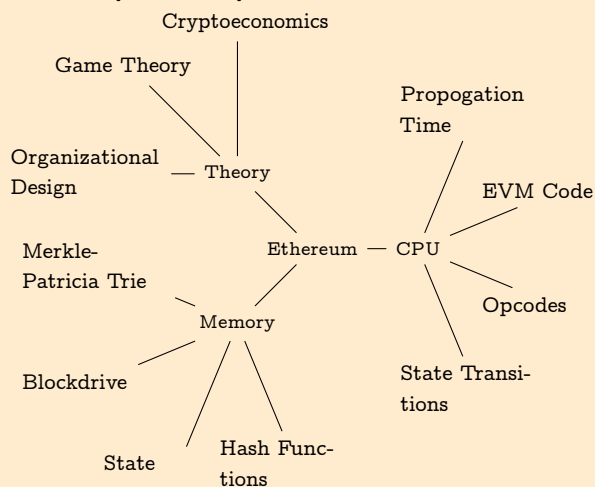 Cryptoeconomics
Game Theory
Propogation
Time
Organizational
Design
Theory
EVM Code
Ethereum
CPU
Merkle-
Patricia Trie
Opcodes
Memory
Blockdrive
State Transi-
tions
State
Hash Func-
tions